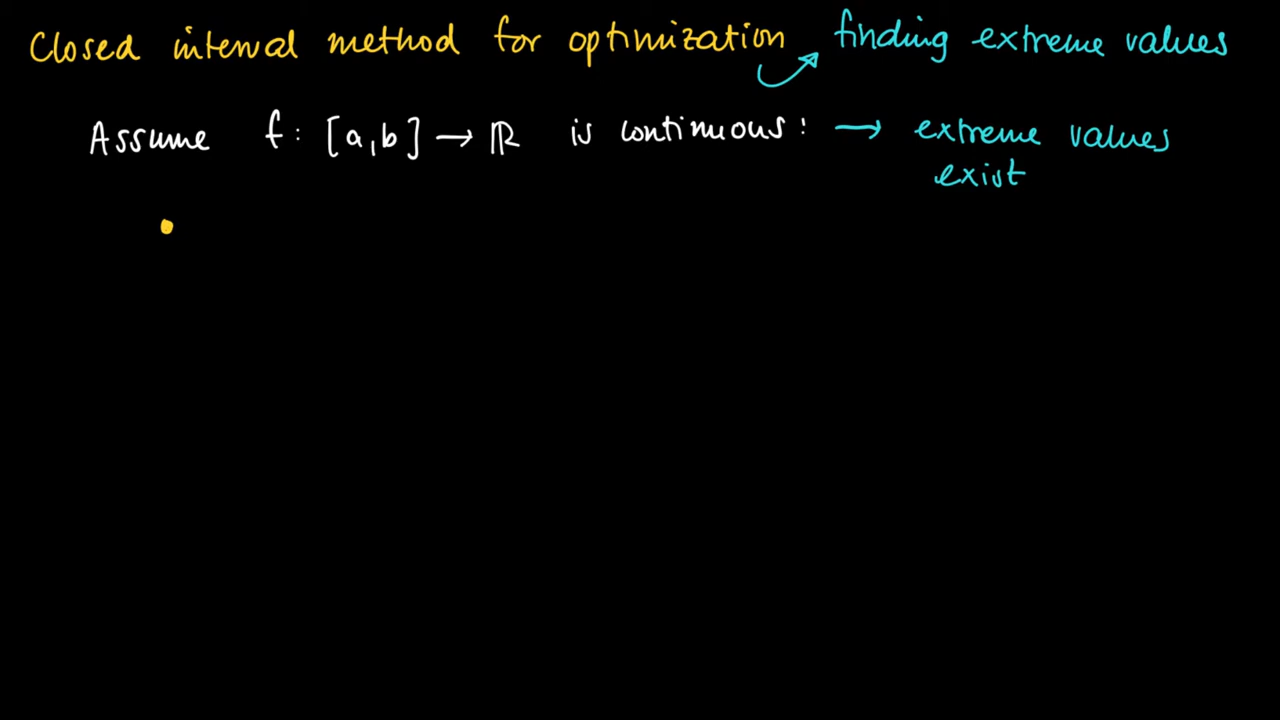 Closed interval method for optimization finding extreme values
Assume f: [a,b] → ℝ is continuous: → extreme values
exist
•